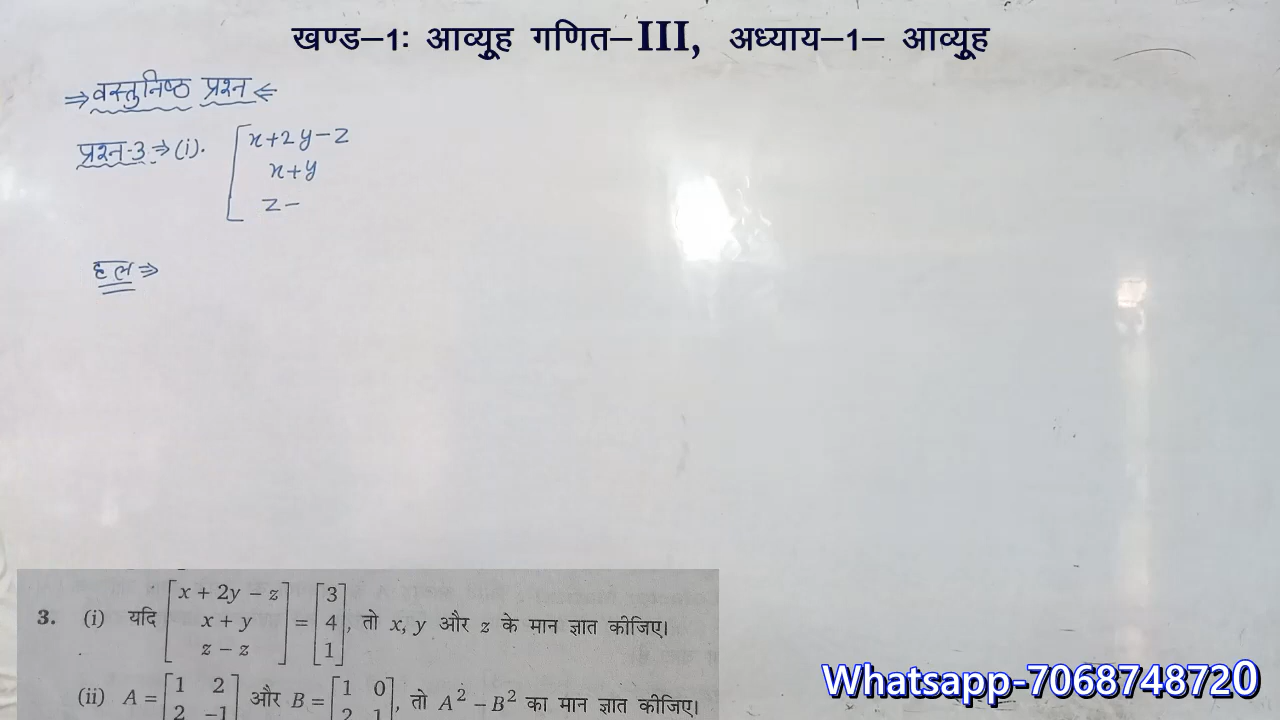 खण्ड–1: आव्यूह गणित–III, अध्याय–1– आव्यूह
⇒ वस्तुनिष्ठ प्रश्न ⇐
प्रश्न-3 ⇒ (i). [x+2y-z
x+y
z-
हल ⇒
3. (i) यदि [x + 2y − z
x + y
z − z] = [3
4
1], तो x, y और z के मान ज्ञात कीजिए।
(ii) A = [1 2
2 −1] और B = [1 0
2 1], तो A² − B² का मान ज्ञात कीजिए।
Whatsapp-7068748720